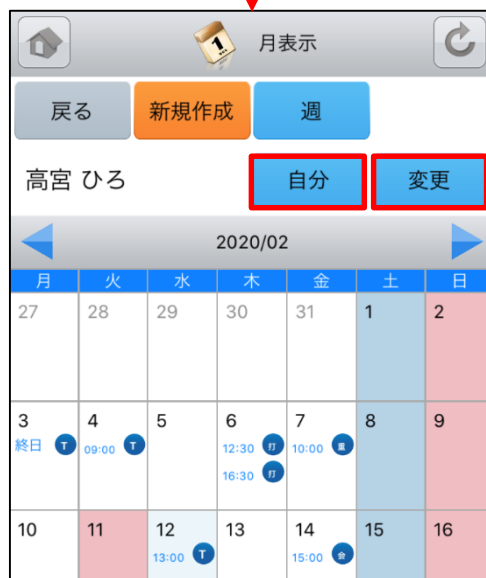 1
月表示
戻る 新規作成 週
高宮 ひろ 自分 変更
2020/02
月 火 水 木 金 土 日
27 28 29 30 31 1 2
3 4 5 6 7 8 9
終日 T 09:00 T 12:30 打 10:00 重
16:30 打
10 11 12 13 14 15 16
13:00 T 15:00 会